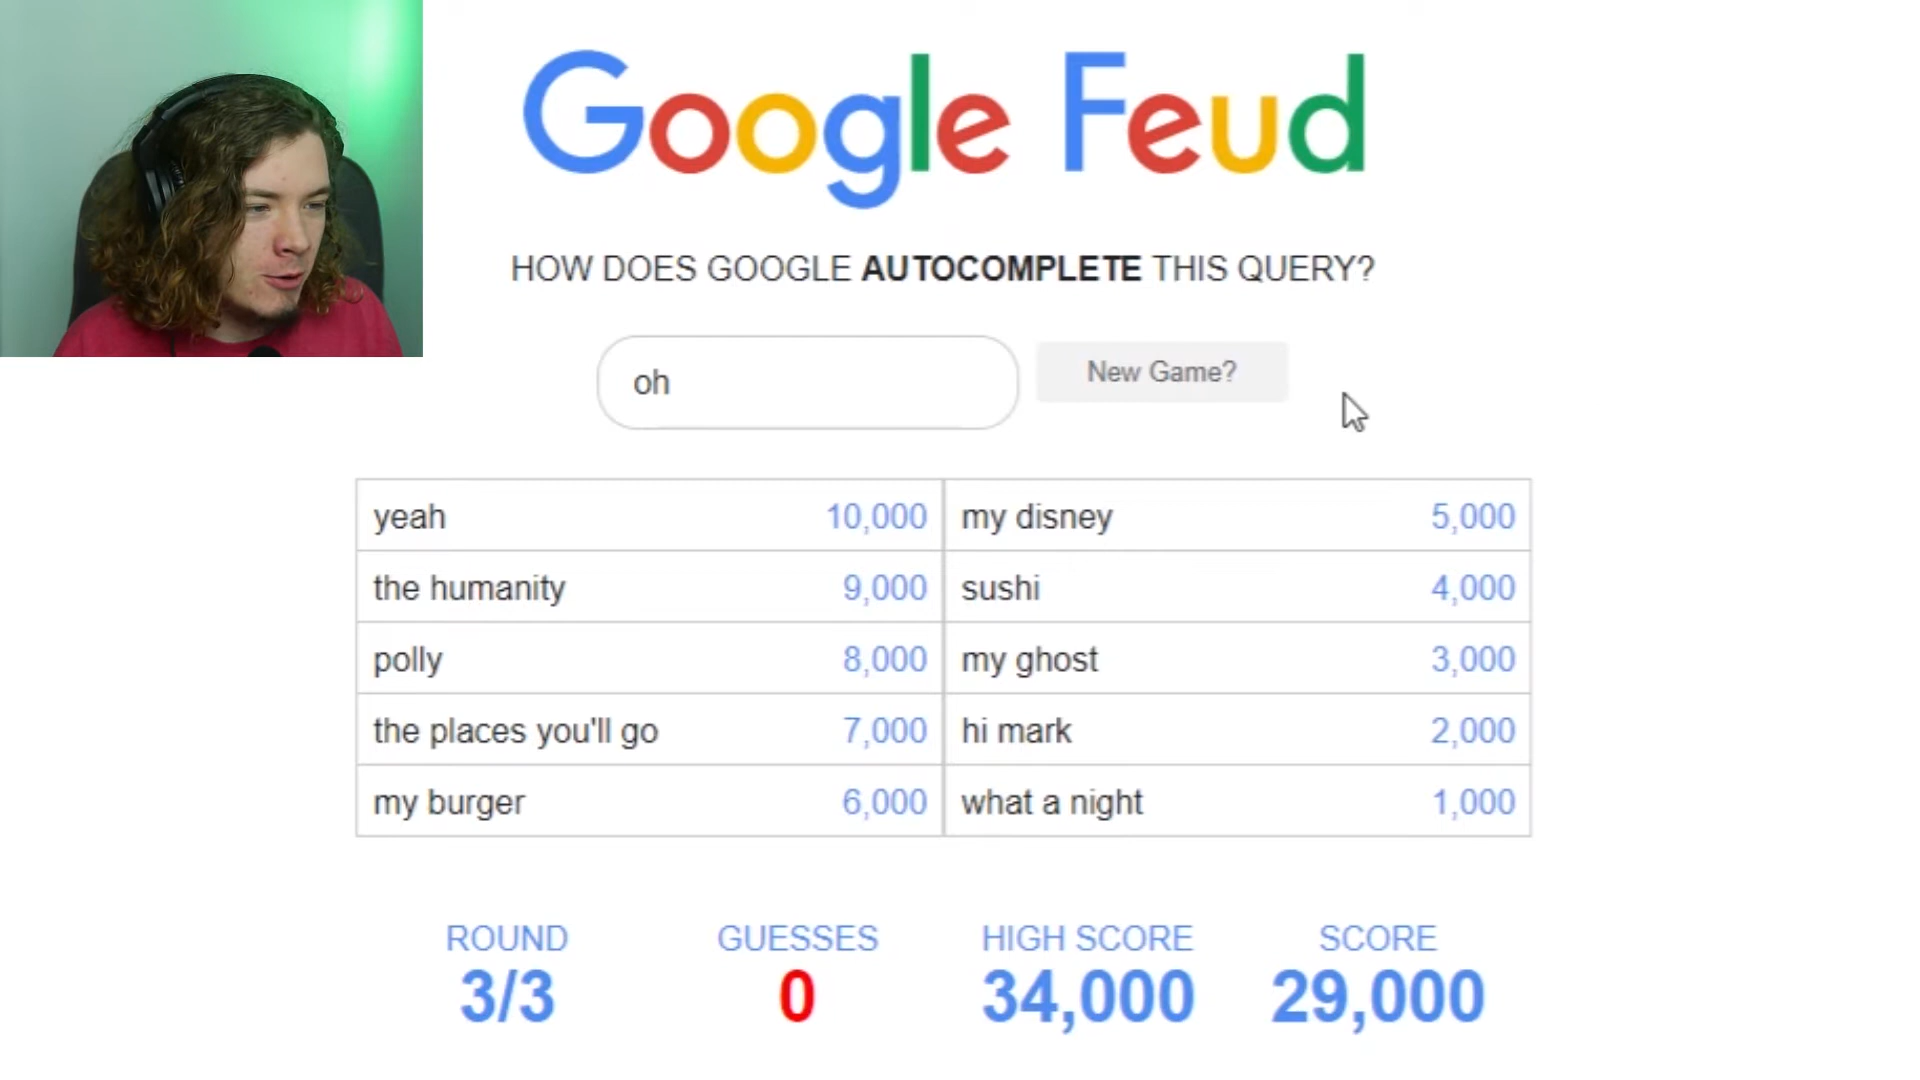 Google Feud
HOW DOES GOOGLE AUTOCOMPLETE THIS QUERY?
oh
New Game?
yeah 10,000
my disney 5,000
the humanity 9,000
sushi 4,000
polly 8,000
my ghost 3,000
the places you'll go 7,000
hi mark 2,000
my burger 6,000
what a night 1,000
ROUND GUESSES HIGH SCORE SCORE
3/3 0 34,000 29,000